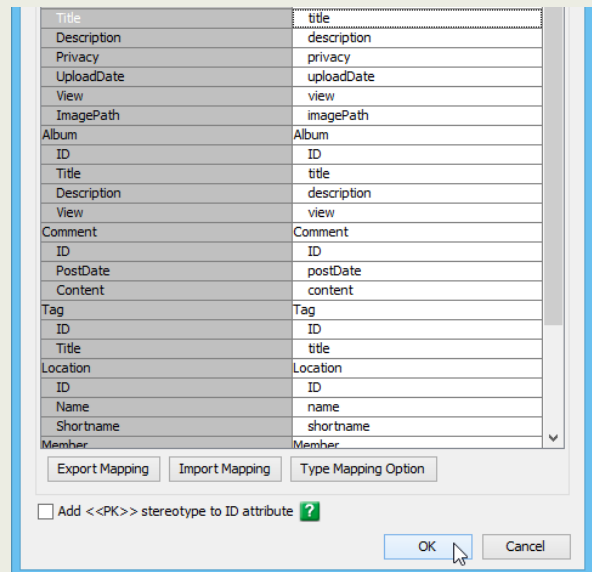 Title title
Description description
Privacy privacy
UploadDate uploadDate
View view
ImagePath imagePath
Album Album
ID ID
Title title
Description description
View view
Comment Comment
ID ID
PostDate postDate
Content content
Tag Tag
ID ID
Title title
Location Location
ID ID
Name name
Shortname shortname
Member Member
Export Mapping Import Mapping Type Mapping Option
Add <<PK>> stereotype to ID attribute ?
OK Cancel